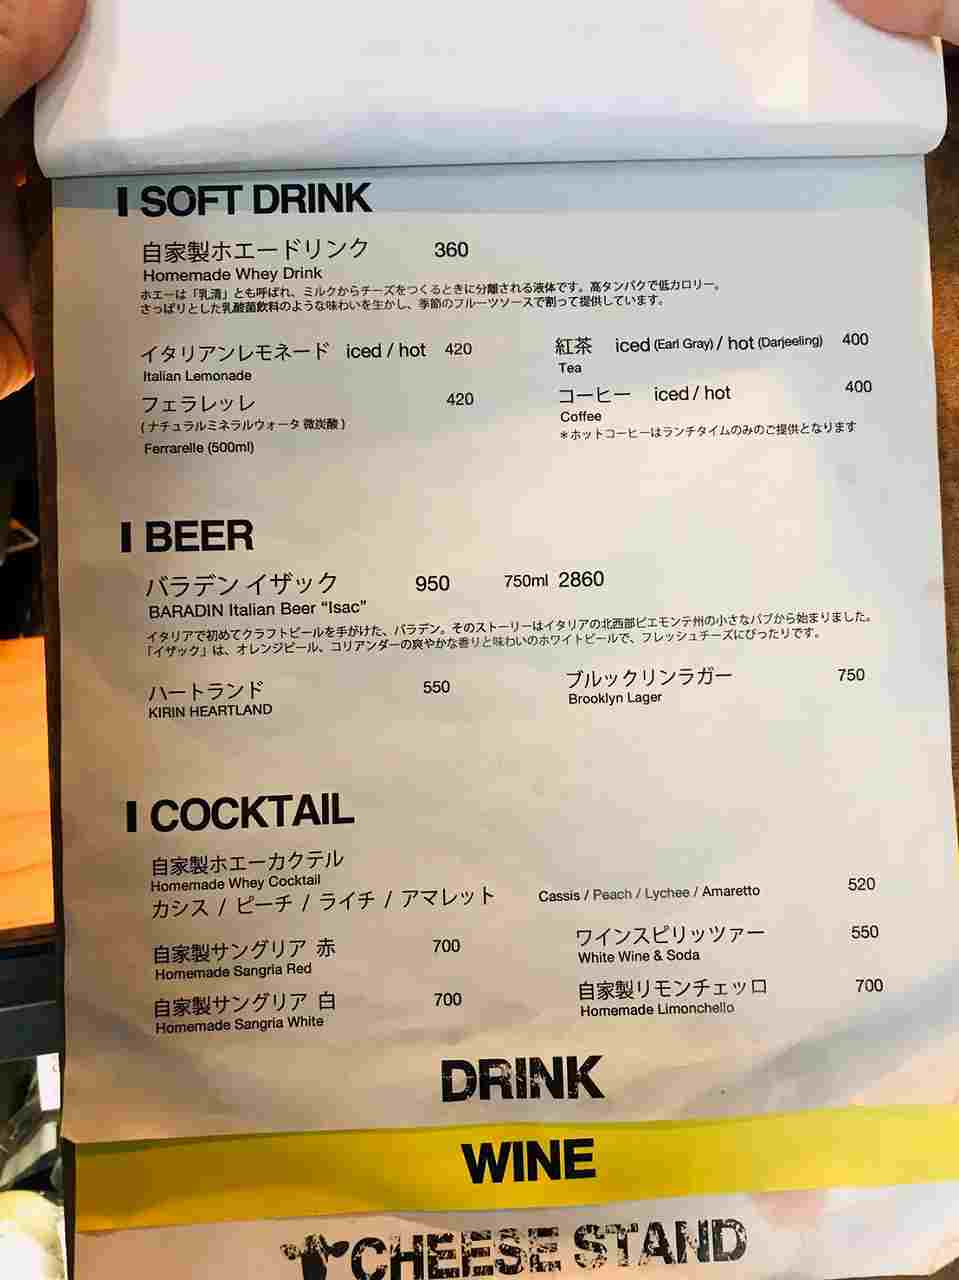 SOFT DRINK
自家製ホエードリンク 360
Homemade Whey Drink
ホエーは「乳清」とも呼ばれ、ミルクからチーズをつくるときに分離される液体です。高タンパクで低カロリー。
さっぱりとした乳酸菌飲料のような味わいを生かし、季節のフルーツソースで割って提供しています。
イタリアンレモネード iced / hot 420
Italian Lemonade
フェラレッレ 420
(ナチュラルミネラルウォータ 微炭酸)
Ferrarelle (500ml)
紅茶 iced (Earl Gray) / hot (Darjeeling) 400
Tea
コーヒー iced / hot 400
Coffee
＊ホットコーヒーはランチタイムのみのご提供となります
BEER
バラデン イザック 950 750ml 2860
BARADIN Italian Beer “Isac”
イタリアで初めてクラフトビールを手がけた、バラデン。そのストーリーはイタリアの北西部ピエモンテ州の小さなパブから始まりました。
「イザック」は、オレンジピール、コリアンダーの爽やかな香りと味わいのホワイトビールで、フレッシュチーズにぴったりです。
ハートランド 550
KIRIN HEARTLAND
ブルックリンラガー 750
Brooklyn Lager
COCKTAIL
自家製ホエーカクテル
Homemade Whey Cocktail
カシス / ピーチ / ライチ / アマレット Cassis / Peach / Lychee / Amaretto 520
自家製サングリア 赤 700
Homemade Sangria Red
自家製サングリア 白 700
Homemade Sangria White
ワインスピリッツァー 550
White Wine & Soda
自家製リモンチェッロ 700
Homemade Limonchello
DRINK
WINE
CHEESE STAND